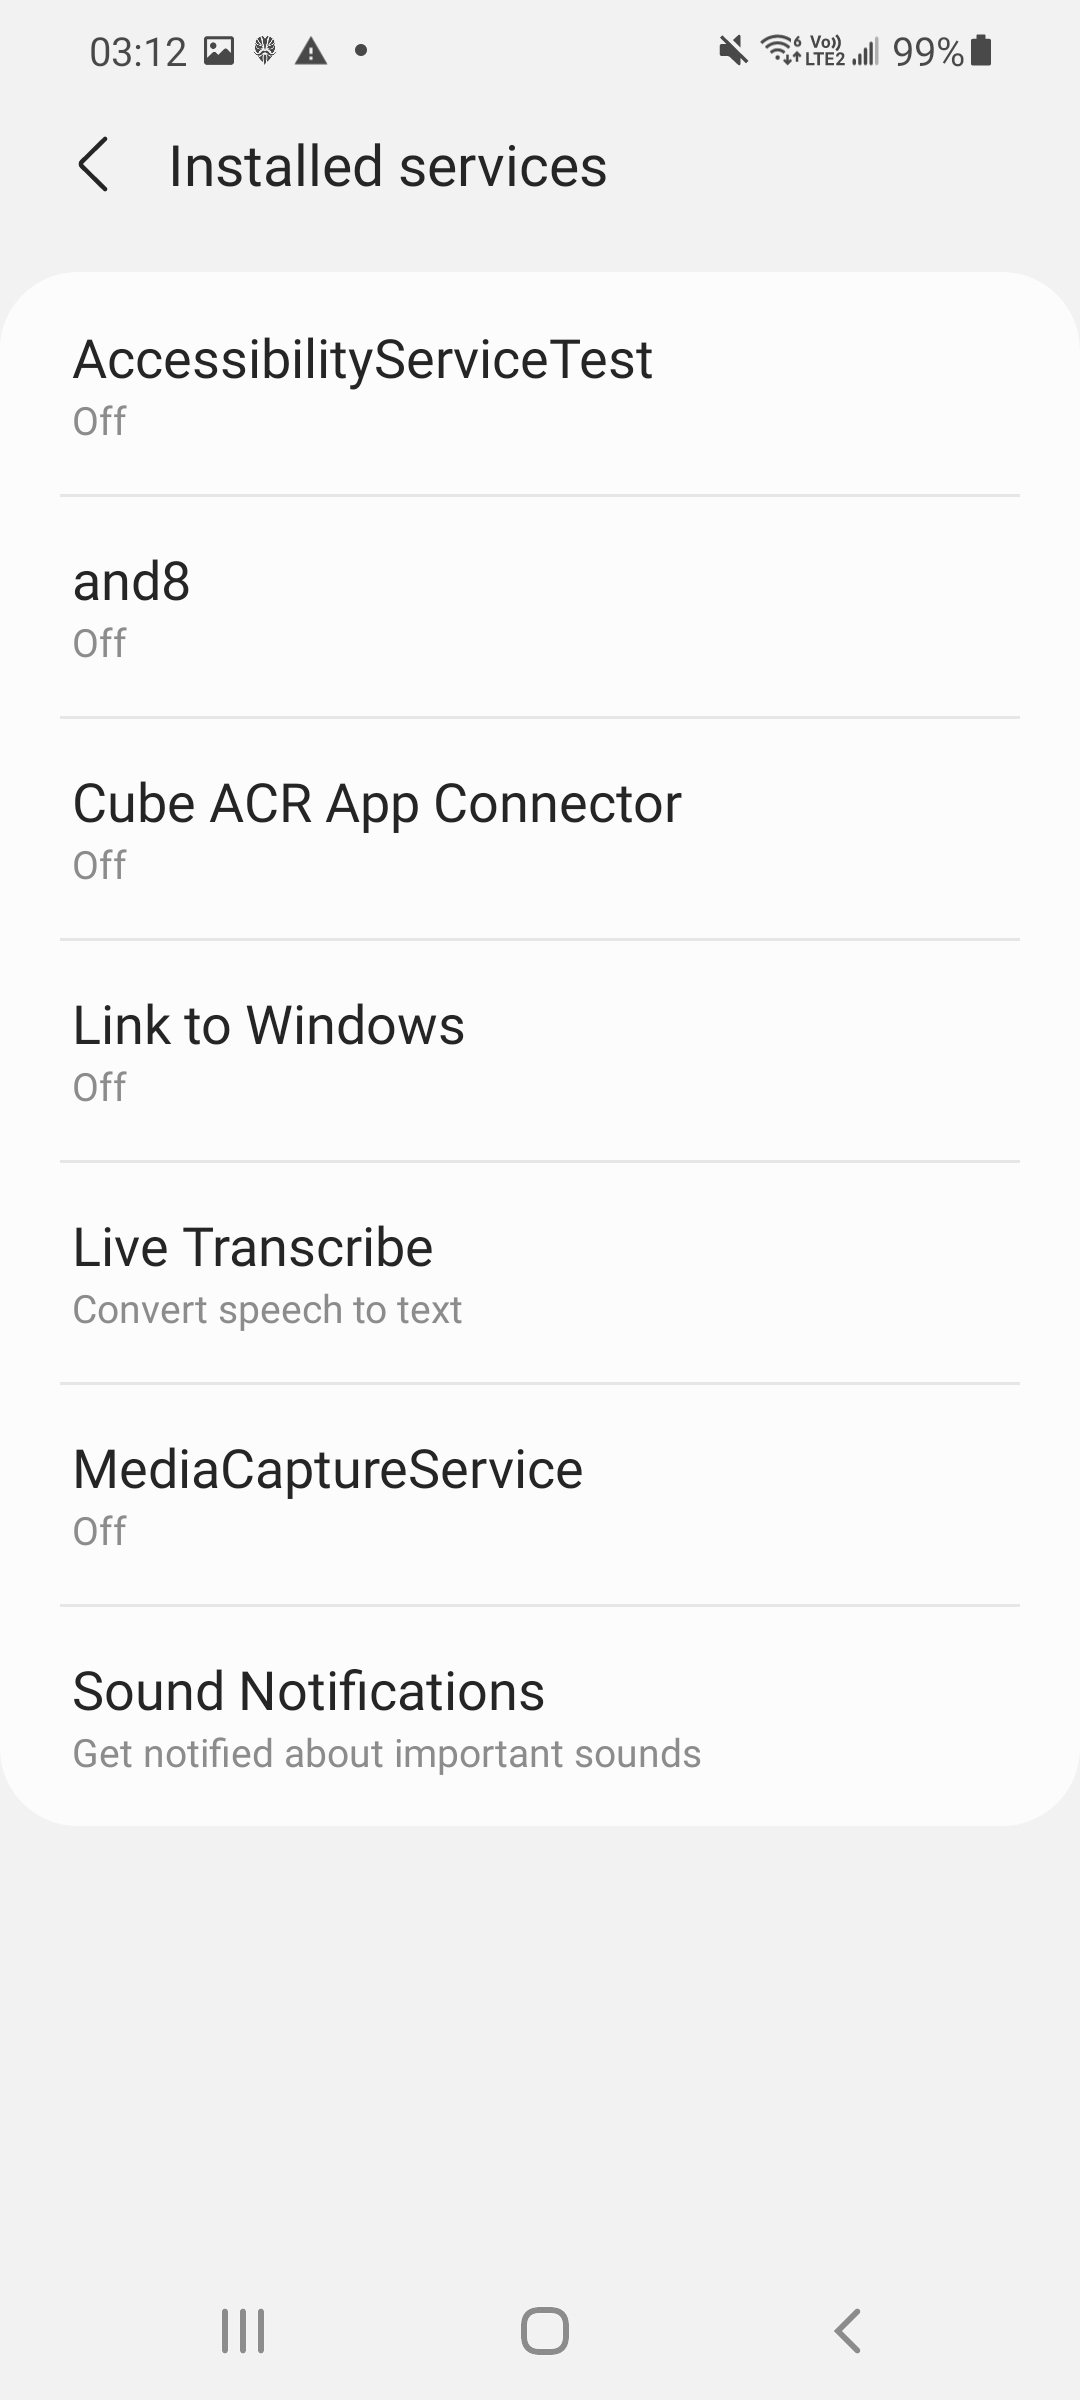 03:12
6 Vo)) LTE2 99%
Installed services
AccessibilityServiceTest
Off
and8
Off
Cube ACR App Connector
Off
Link to Windows
Off
Live Transcribe
Convert speech to text
MediaCaptureService
Off
Sound Notifications
Get notified about important sounds